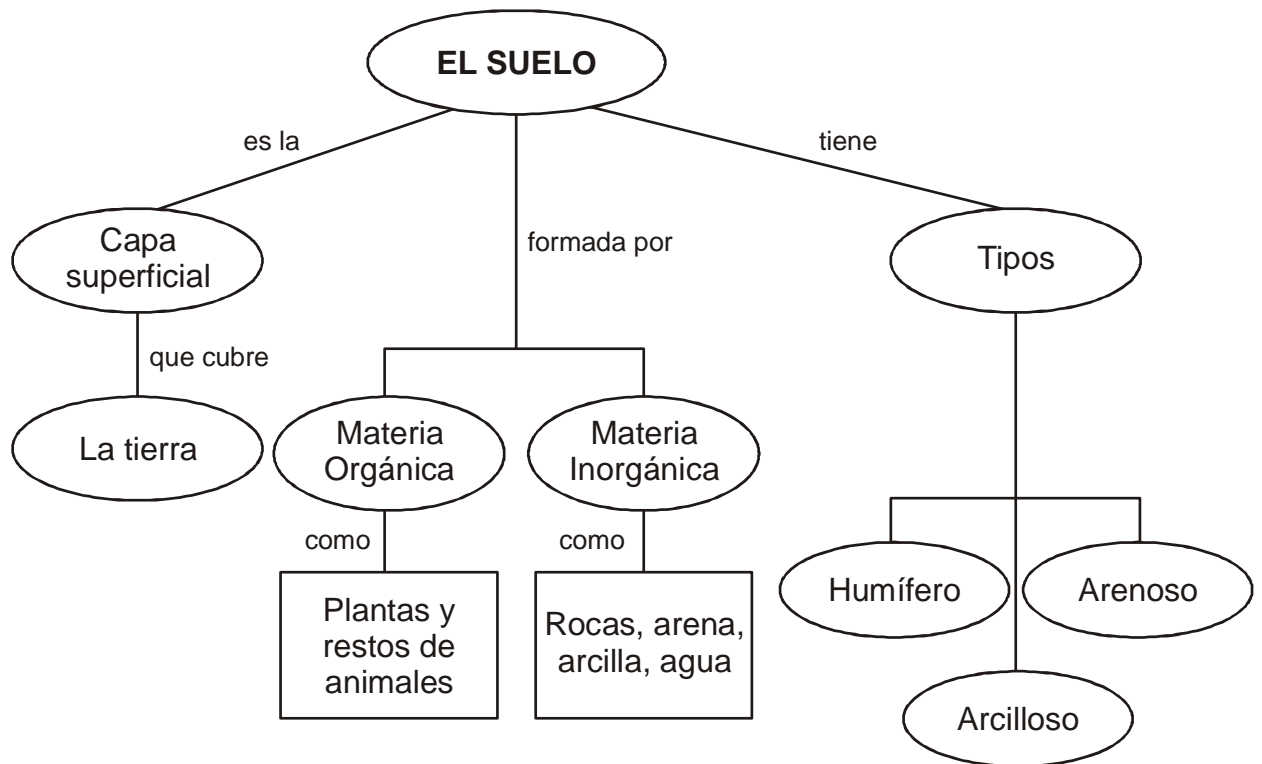 EL SUELO
es la
tiene
Capa
superficial
formada por
Tipos
que cubre
La tierra
Materia
Orgánica
Materia
Inorgánica
como
como
Humífero
Arenoso
Plantas y
restos de
animales
Rocas, arena,
arcilla, agua
Arcilloso